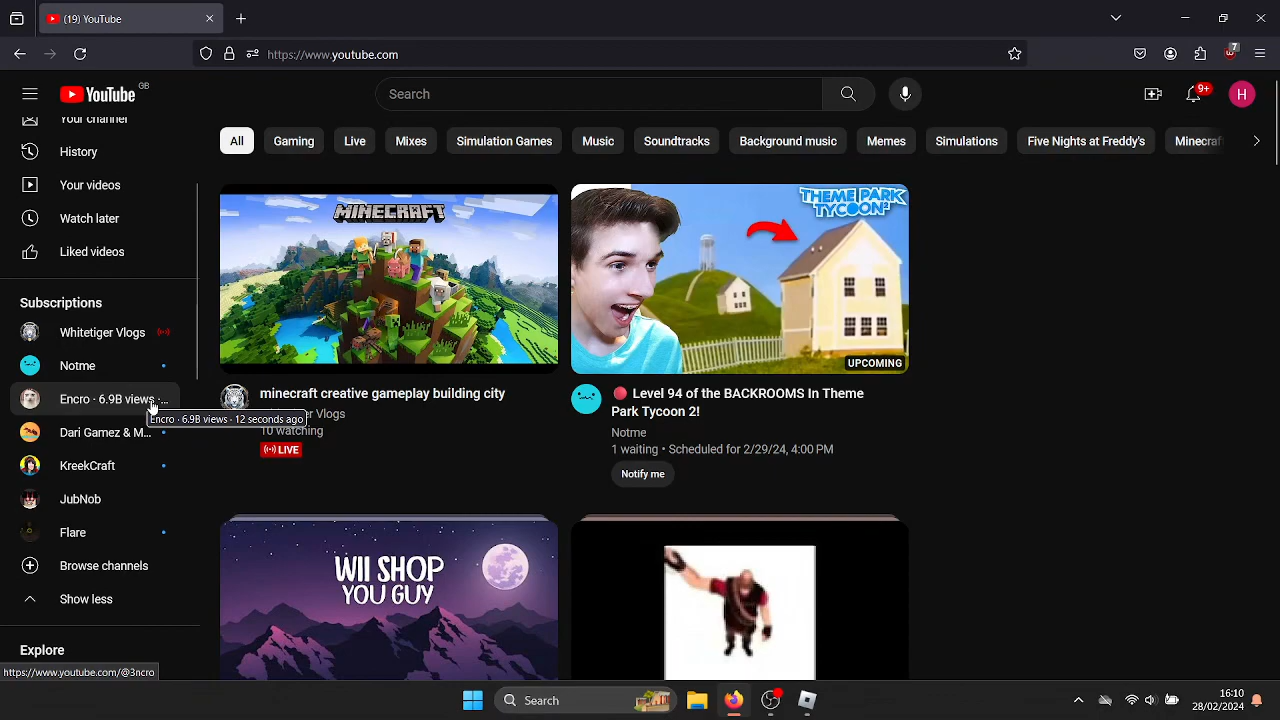 (19) YouTube
https://www.youtube.com
7
YouTube GB
Search
9+
H
Your channel
History
Your videos
Watch later
Liked videos
Subscriptions
Whitetiger Vlogs
Notme
Encro · 6.9B views ·...
Encro · 6.9B views · 12 seconds ago
Dari Gamez & M...
KreekCraft
JubNob
Flare
Browse channels
Show less
Explore
https://www.youtube.com/@3ncro
All
Gaming
Live
Mixes
Simulation Games
Music
Soundtracks
Background music
Memes
Simulations
Five Nights at Freddy's
Minecraft
MINECRAFT
minecraft creative gameplay building city
er Vlogs
10 watching
LIVE
THEME PARK
TYCOON 2
UPCOMING
Level 94 of the BACKROOMS In Theme
Park Tycoon 2!
Notme
1 waiting • Scheduled for 2/29/24, 4:00 PM
Notify me
WII SHOP
YOU GUY
Search
16:10
28/02/2024